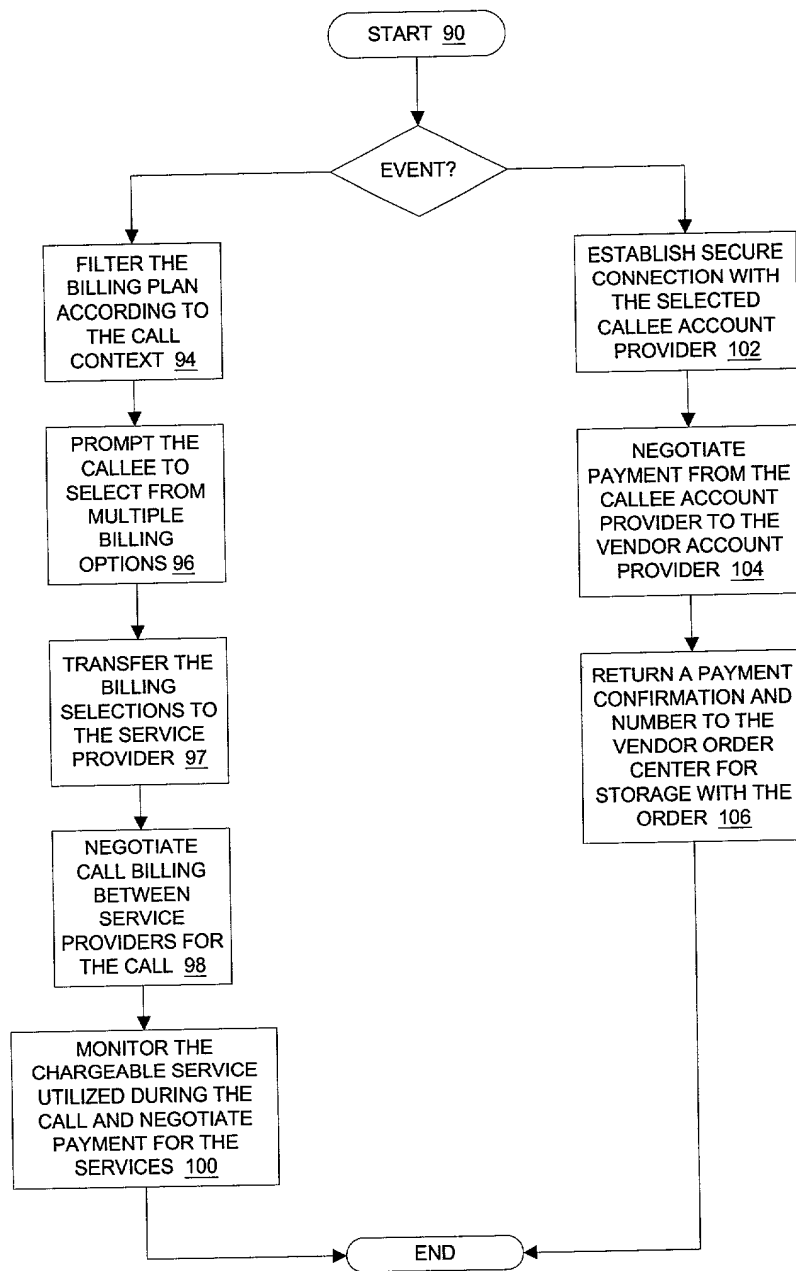 START 90
EVENT?
FILTER THE
BILLING PLAN
ACCORDING TO
THE CALL
CONTEXT 94
PROMPT THE
CALLEE TO
SELECT FROM
MULTIPLE
BILLING
OPTIONS 96
TRANSFER THE
BILLING
SELECTIONS TO
THE SERVICE
PROVIDER 97
NEGOTIATE
CALL BILLING
BETWEEN
SERVICE
PROVIDERS FOR
THE CALL 98
MONITOR THE
CHARGEABLE SERVICE
UTILIZED DURING THE
CALL AND NEGOTIATE
PAYMENT FOR THE
SERVICES 100
ESTABLISH SECURE
CONNECTION WITH
THE SELECTED
CALLEE ACCOUNT
PROVIDER 102
NEGOTIATE
PAYMENT FROM THE
CALLEE ACCOUNT
PROVIDER TO THE
VENDOR ACCOUNT
PROVIDER 104
RETURN A PAYMENT
CONFIRMATION AND
NUMBER TO THE
VENDOR ORDER
CENTER FOR
STORAGE WITH THE
ORDER 106
END